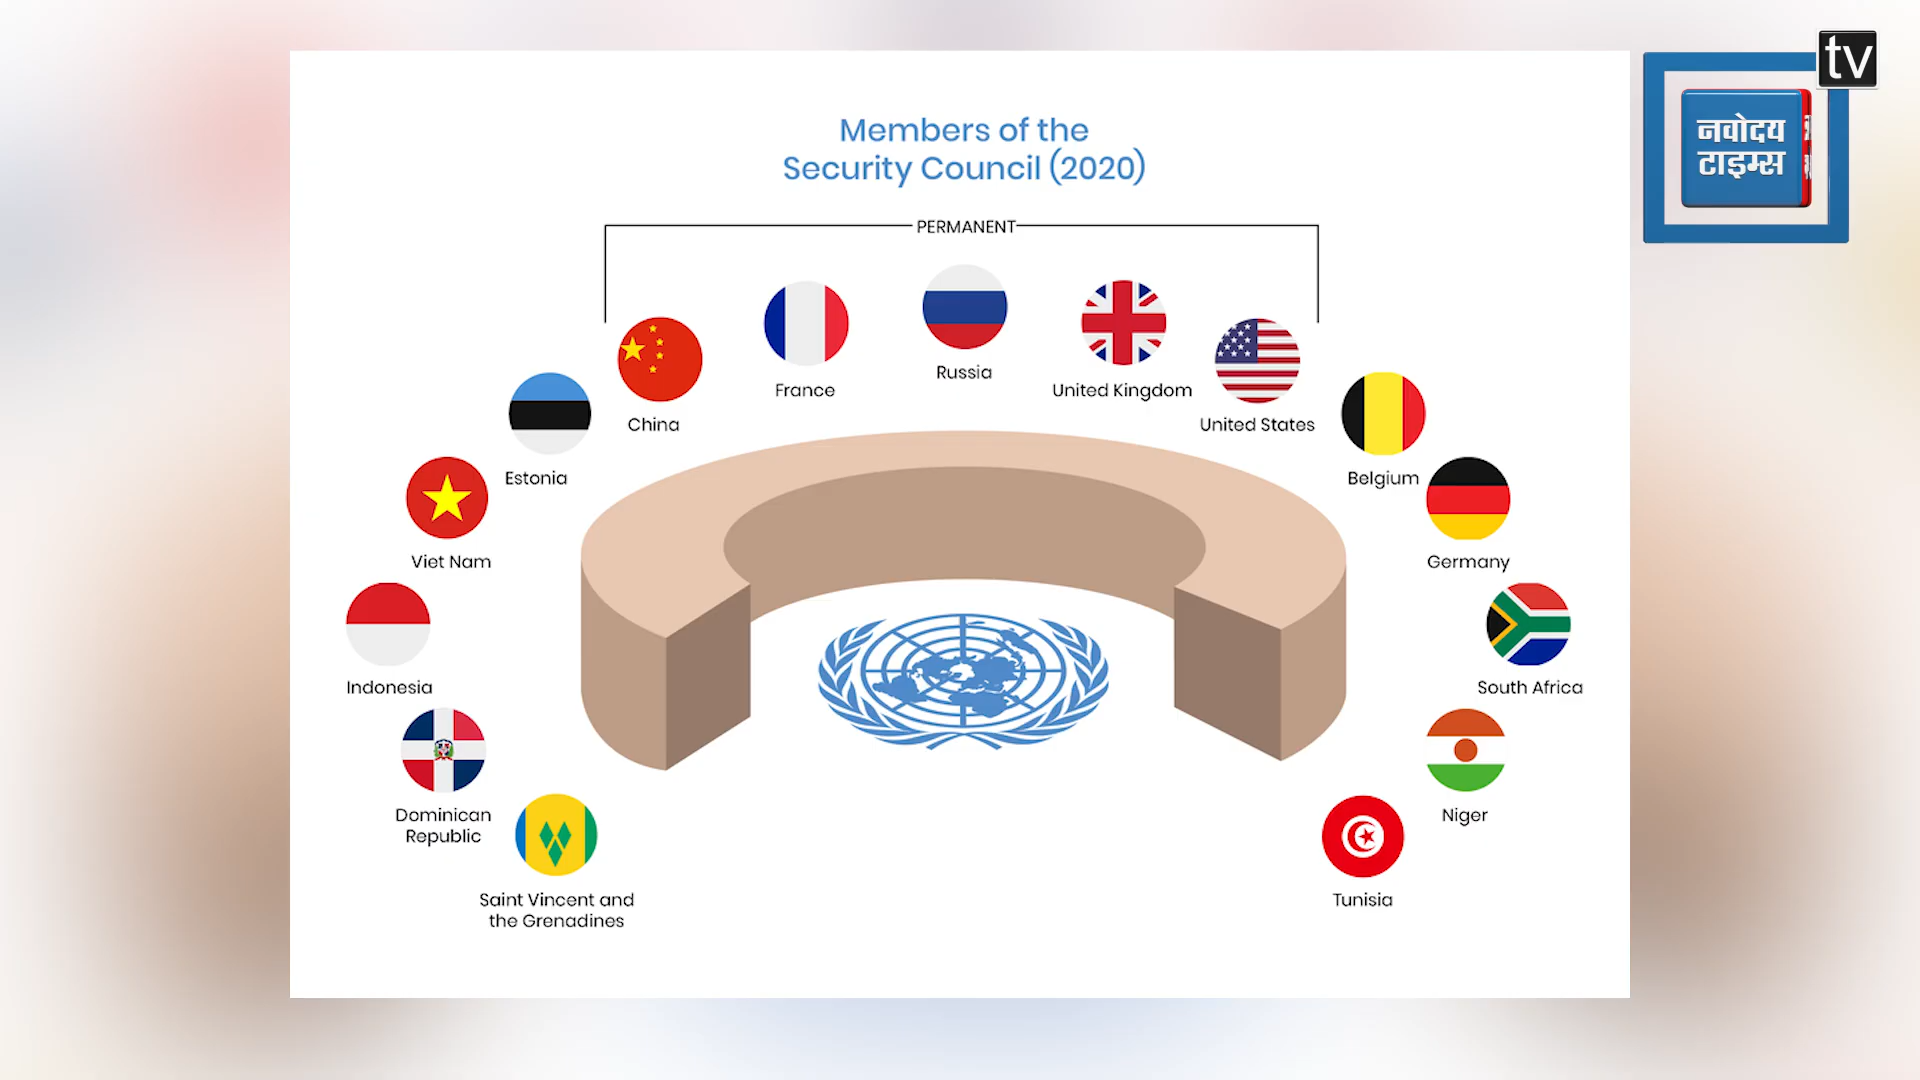 tv
नवोदय
टाइम्स
Members of the
Security Council (2020)
PERMANENT
China
France
Russia
United Kingdom
United States
Estonia
Belgium
Viet Nam
Germany
Indonesia
South Africa
Dominican
Republic
Niger
Saint Vincent and
the Grenadines
Tunisia